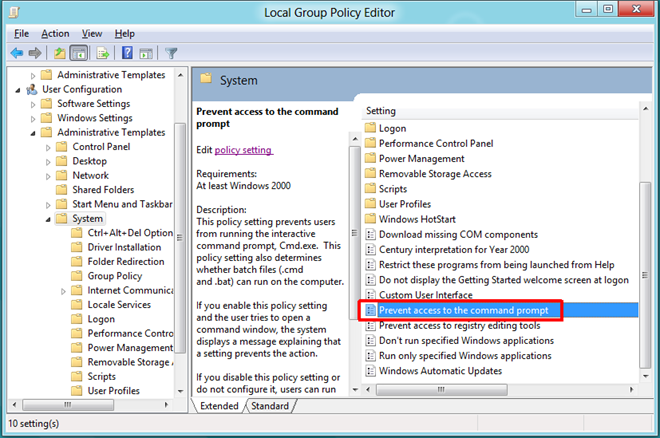 Local Group Policy Editor
File Action View Help
Administrative Templates
User Configuration
Software Settings
Windows Settings
Administrative Templates
Control Panel
Desktop
Network
Shared Folders
Start Menu and Taskbar
System
Ctrl+Alt+Del Option
Driver Installation
Folder Redirection
Group Policy
Internet Communica
Locale Services
Logon
Performance Contro
Power Management
Removable Storage A
Scripts
User Profiles
System
Prevent access to the command
prompt
Edit policy setting
Requirements:
At least Windows 2000
Description:
This policy setting prevents users
from running the interactive
command prompt, Cmd.exe. This
policy setting also determines
whether batch files (.cmd
and .bat) can run on the computer.
If you enable this policy setting
and the user tries to open a
command window, the system
displays a message explaining that
a setting prevents the action.
If you disable this policy setting or
do not configure it, users can run
Setting
Logon
Performance Control Panel
Power Management
Removable Storage Access
Scripts
User Profiles
Windows HotStart
Download missing COM components
Century interpretation for Year 2000
Restrict these programs from being launched from Help
Do not display the Getting Started welcome screen at logon
Custom User Interface
Prevent access to the command prompt
Prevent access to registry editing tools
Don't run specified Windows applications
Run only specified Windows applications
Windows Automatic Updates
Extended Standard
10 setting(s)